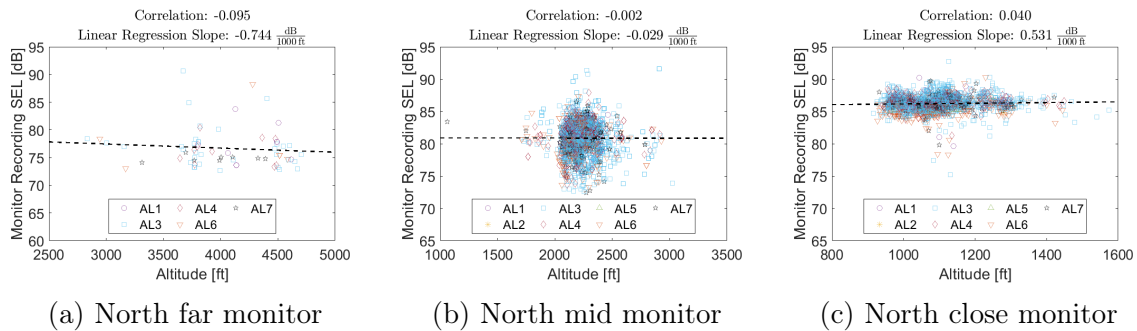 Correlation: -0.095
Linear Regression Slope: -0.744 dB/1000 ft
Monitor Recording SEL [dB]
95
90
85
80
75
70
65
60
AL1
AL4
AL7
AL3
AL6
2500
3000
3500
4000
4500
5000
Altitude [ft]
(a) North far monitor
Correlation: -0.002
Linear Regression Slope: -0.029 dB/1000 ft
Monitor Recording SEL [dB]
95
90
85
80
75
70
65
AL1
AL3
AL5
AL7
AL2
AL4
AL6
1000
1500
2000
2500
3000
3500
Altitude [ft]
(b) North mid monitor
Correlation: 0.040
Linear Regression Slope: 0.531 dB/1000 ft
Monitor Recording SEL [dB]
95
90
85
80
75
70
65
AL1
AL3
AL5
AL7
AL2
AL4
AL6
800
1000
1200
1400
1600
Altitude [ft]
(c) North close monitor